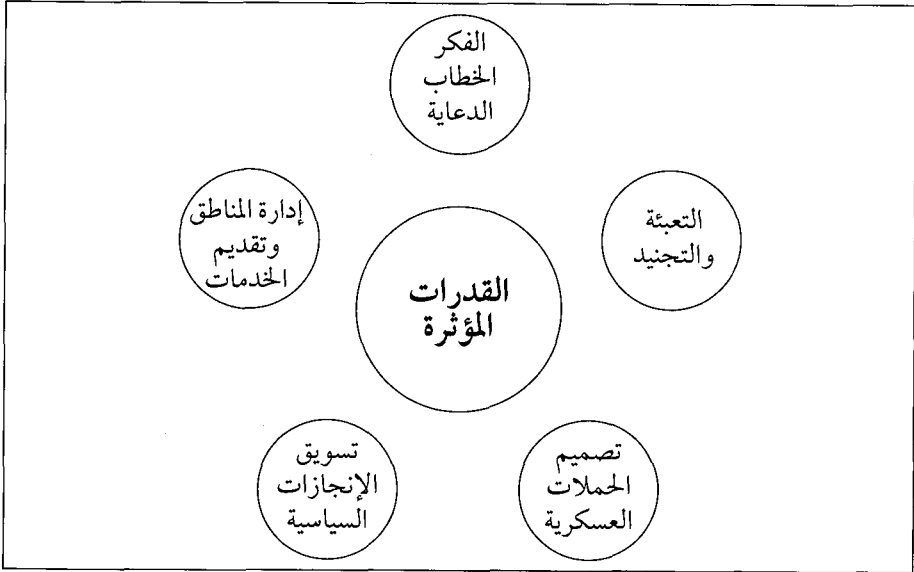 الفكر
الخطاب
الدعاية
التعبئة
والتجنيد
إدارة المناطق
وتقديم
الخدمات
القدرات
المؤثرة
تصميم
الحملات
العسكرية
تسويق
الإنجازات
السياسية